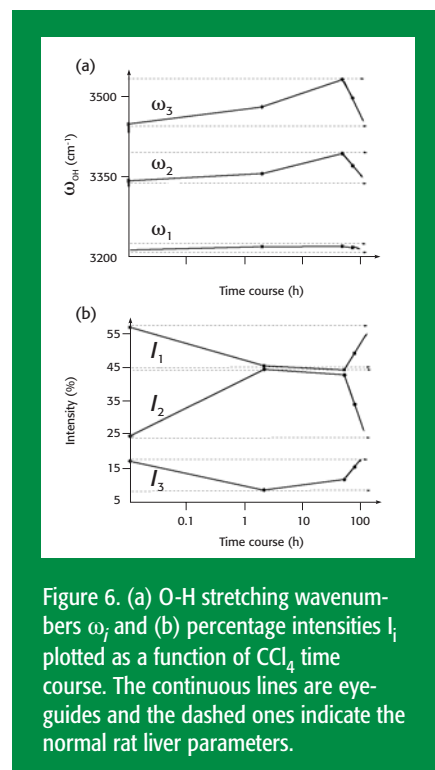 (a)
3500
3350
3200
ω_OH (cm⁻¹)
ω₃
ω₂
ω₁
Time course (h)
(b)
55
45
35
25
15
5
Intensity (%)
I₁
I₂
I₃
0.1 1 10 100
Time course (h)
Figure 6. (a) O-H stretching wavenum-
bers ωᵢ and (b) percentage intensities Iᵢ
plotted as a function of CCl₄ time
course. The continuous lines are eye-
guides and the dashed ones indicate the
normal rat liver parameters.